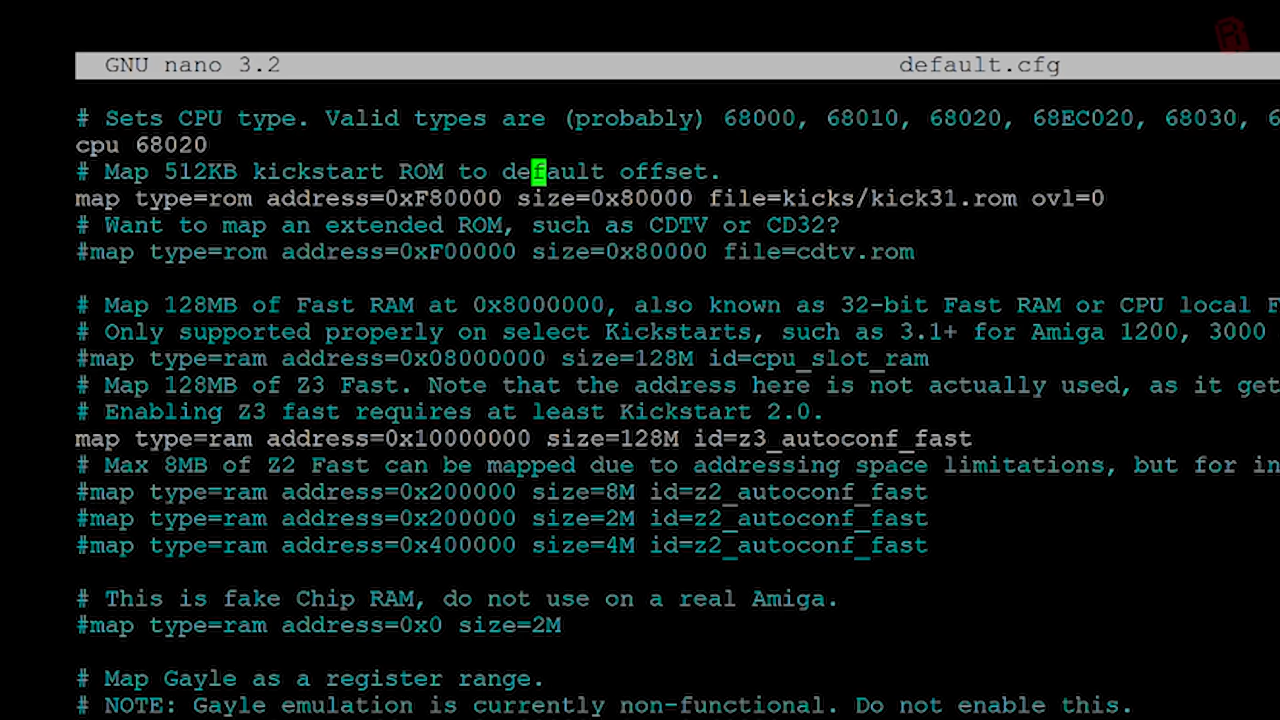 GNU nano 3.2 default.cfg
# Sets CPU type. Valid types are (probably) 68000, 68010, 68020, 68EC020, 68030,
cpu 68020
# Map 512KB kickstart ROM to default offset.
map type=rom address=0xF80000 size=0x80000 file=kicks/kick31.rom ovl=0
# Want to map an extended ROM, such as CDTV or CD32?
#map type=rom address=0xF00000 size=0x80000 file=cdtv.rom
# Map 128MB of Fast RAM at 0x8000000, also known as 32-bit Fast RAM or CPU local
# Only supported properly on select Kickstarts, such as 3.1+ for Amiga 1200, 3000
#map type=ram address=0x08000000 size=128M id=cpu_slot_ram
# Map 128MB of Z3 Fast. Note that the address here is not actually used, as it get
# Enabling Z3 fast requires at least Kickstart 2.0.
map type=ram address=0x10000000 size=128M id=z3_autoconf_fast
# Max 8MB of Z2 Fast can be mapped due to addressing space limitations, but for in
#map type=ram address=0x200000 size=8M id=z2_autoconf_fast
#map type=ram address=0x200000 size=2M id=z2_autoconf_fast
#map type=ram address=0x400000 size=4M id=z2_autoconf_fast
# This is fake Chip RAM, do not use on a real Amiga.
#map type=ram address=0x0 size=2M
# Map Gayle as a register range.
# NOTE: Gayle emulation is currently non-functional. Do not enable this.